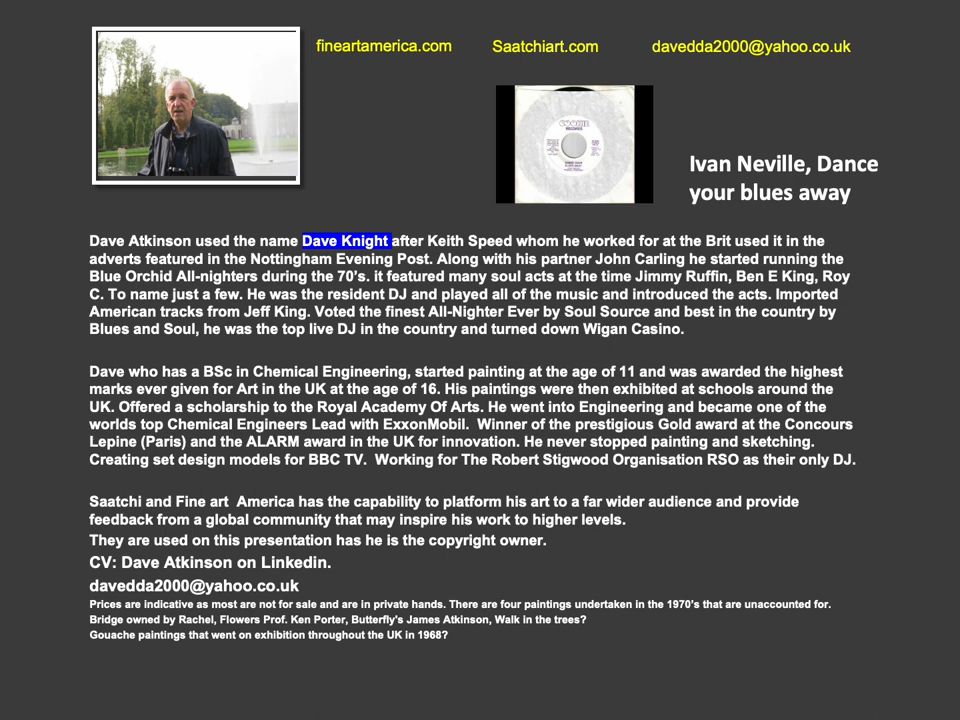 fineartamerica.com
Saatchiart.com
davedda2000@yahoo.co.uk
RECORDS
Ivan Neville, Dance
your blues away
Dave Atkinson used the name Dave Knight after Keith Speed whom he worked for at the Brit used it in the
adverts featured in the Nottingham Evening Post. Along with his partner John Carling he started running the
Blue Orchid All-nighters during the 70's. it featured many soul acts at the time Jimmy Ruffin, Ben E King, Roy
C. To name just a few. He was the resident DJ and played all of the music and introduced the acts. Imported
American tracks from Jeff King. Voted the finest All-Nighter Ever by Soul Source and best in the country by
Blues and Soul, he was the top live DJ in the country and turned down Wigan Casino.
Dave who has a BSc in Chemical Engineering, started painting at the age of 11 and was awarded the highest
marks ever given for Art in the UK at the age of 16. His paintings were then exhibited at schools around the
UK. Offered a scholarship to the Royal Academy Of Arts. He went into Engineering and became one of the
worlds top Chemical Engineers Lead with ExxonMobil.  Winner of the prestigious Gold award at the Concours
Lepine (Paris) and the ALARM award in the UK for innovation. He never stopped painting and sketching.
Creating set design models for BBC TV.  Working for The Robert Stigwood Organisation RSO as their only DJ.
Saatchi and Fine art  America has the capability to platform his art to a far wider audience and provide
feedback from a global community that may inspire his work to higher levels.
They are used on this presentation has he is the copyright owner.
CV: Dave Atkinson on Linkedin.
davedda2000@yahoo.co.uk
Prices are indicative as most are not for sale and are in private hands. There are four paintings undertaken in the 1970's that are unaccounted for.
Bridge owned by Rachel, Flowers Prof. Ken Porter, Butterfly's James Atkinson, Walk in the trees?
Gouache paintings that went on exhibition throughout the UK in 1968?